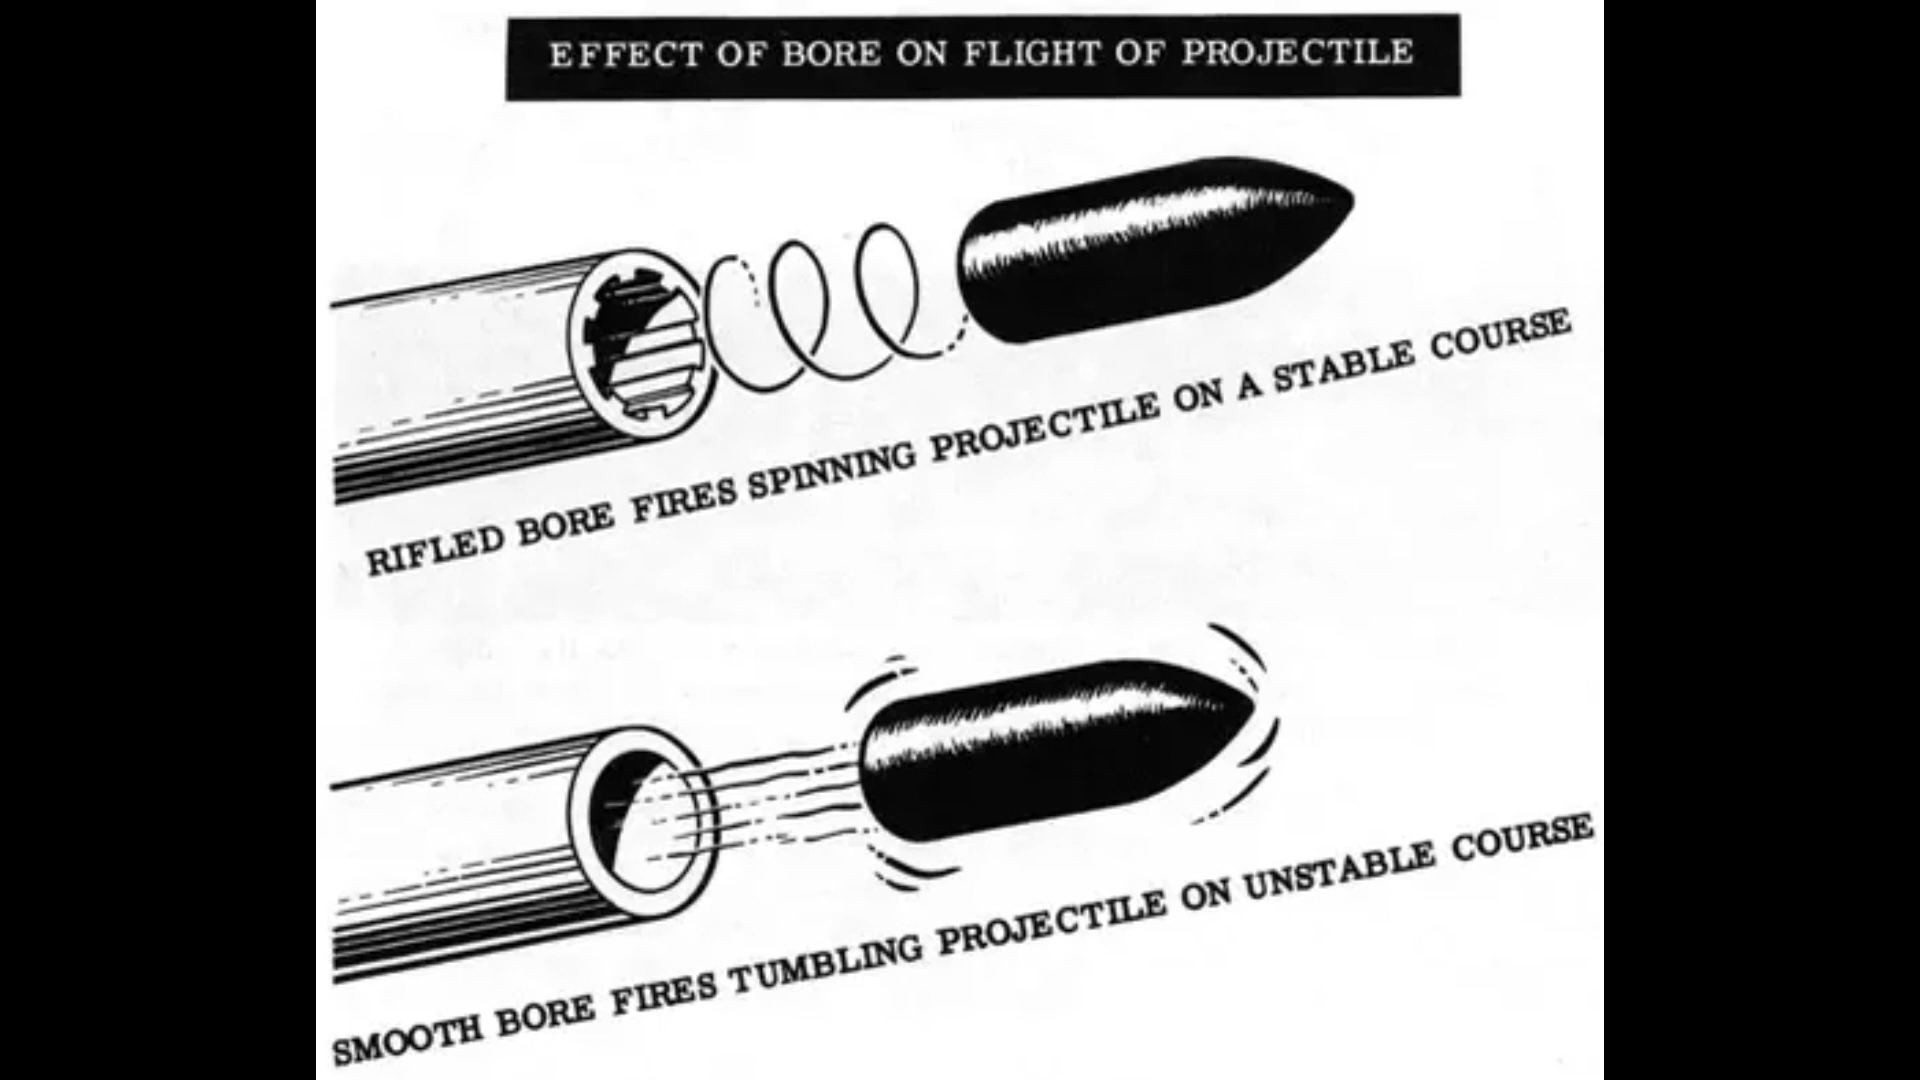 EFFECT OF BORE ON FLIGHT OF PROJECTILE
RIFLED BORE FIRES SPINNING PROJECTILE ON A STABLE COURSE
SMOOTH BORE FIRES TUMBLING PROJECTILE ON UNSTABLE COURSE